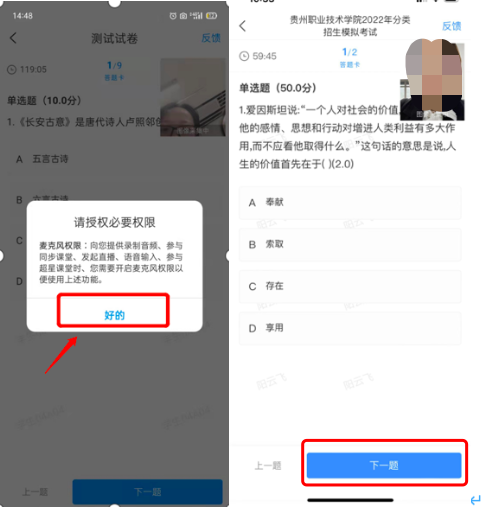 14:48
测试试卷
反馈
119:05
1/9
答题卡
单选题（10.0分）
1.《长安古意》是唐代诗人卢照邻
A 五言古诗
B 六言古诗
C
D
请授权必要权限
麦克风权限：向您提供录制音频、参与
同步课堂、发起直播、语音输入、参与
超星课堂时、您需要开启麦克风权限以
便使用上述功能。
好的
上一题
下一题
贵州职业技术学院2022年分类
招生模拟考试
反馈
59:45
1/2
答题卡
单选题（50.0分）
1.爱因斯坦说:“一个人对社会的价值,
他的感情、思想和行动对增进人类利益有多大作
用,而不应看他取得什么。”这句话的意思是说,人
生的价值首先在于( )(2.0)
A 奉献
B 索取
C 存在
D 享用
上一题
下一题